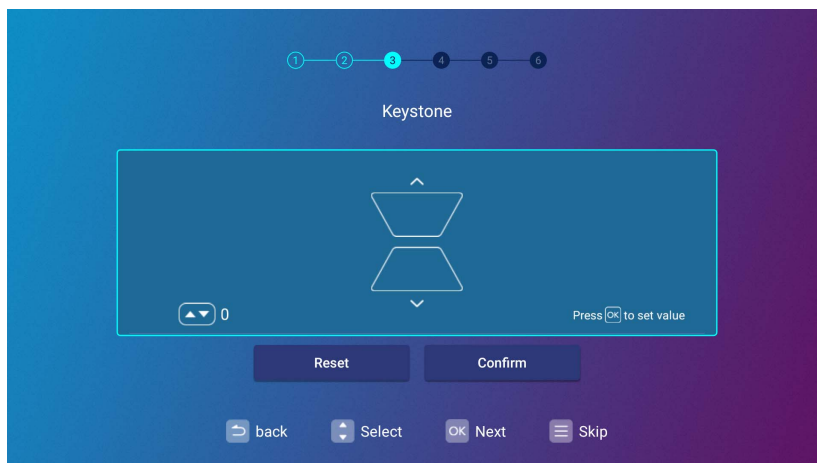 1 2 3 4 5 6
Keystone
0
Press OK to set value
Reset Confirm
back Select OK Next Skip